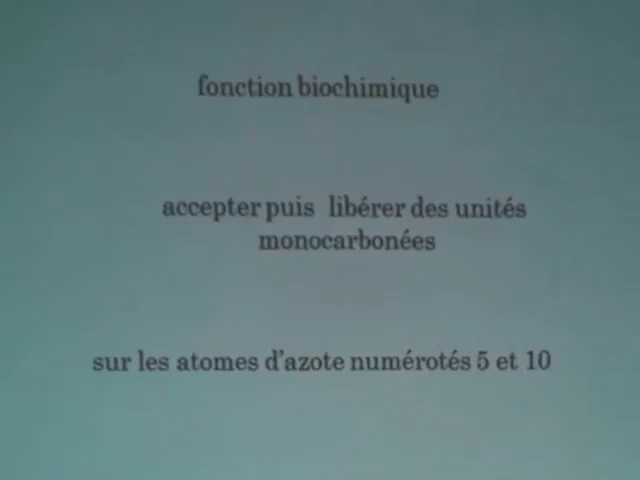 fonction biochimique
accepter puis libérer des unités
monocarbonées
sur les atomes d'azote numérotés 5 et 10